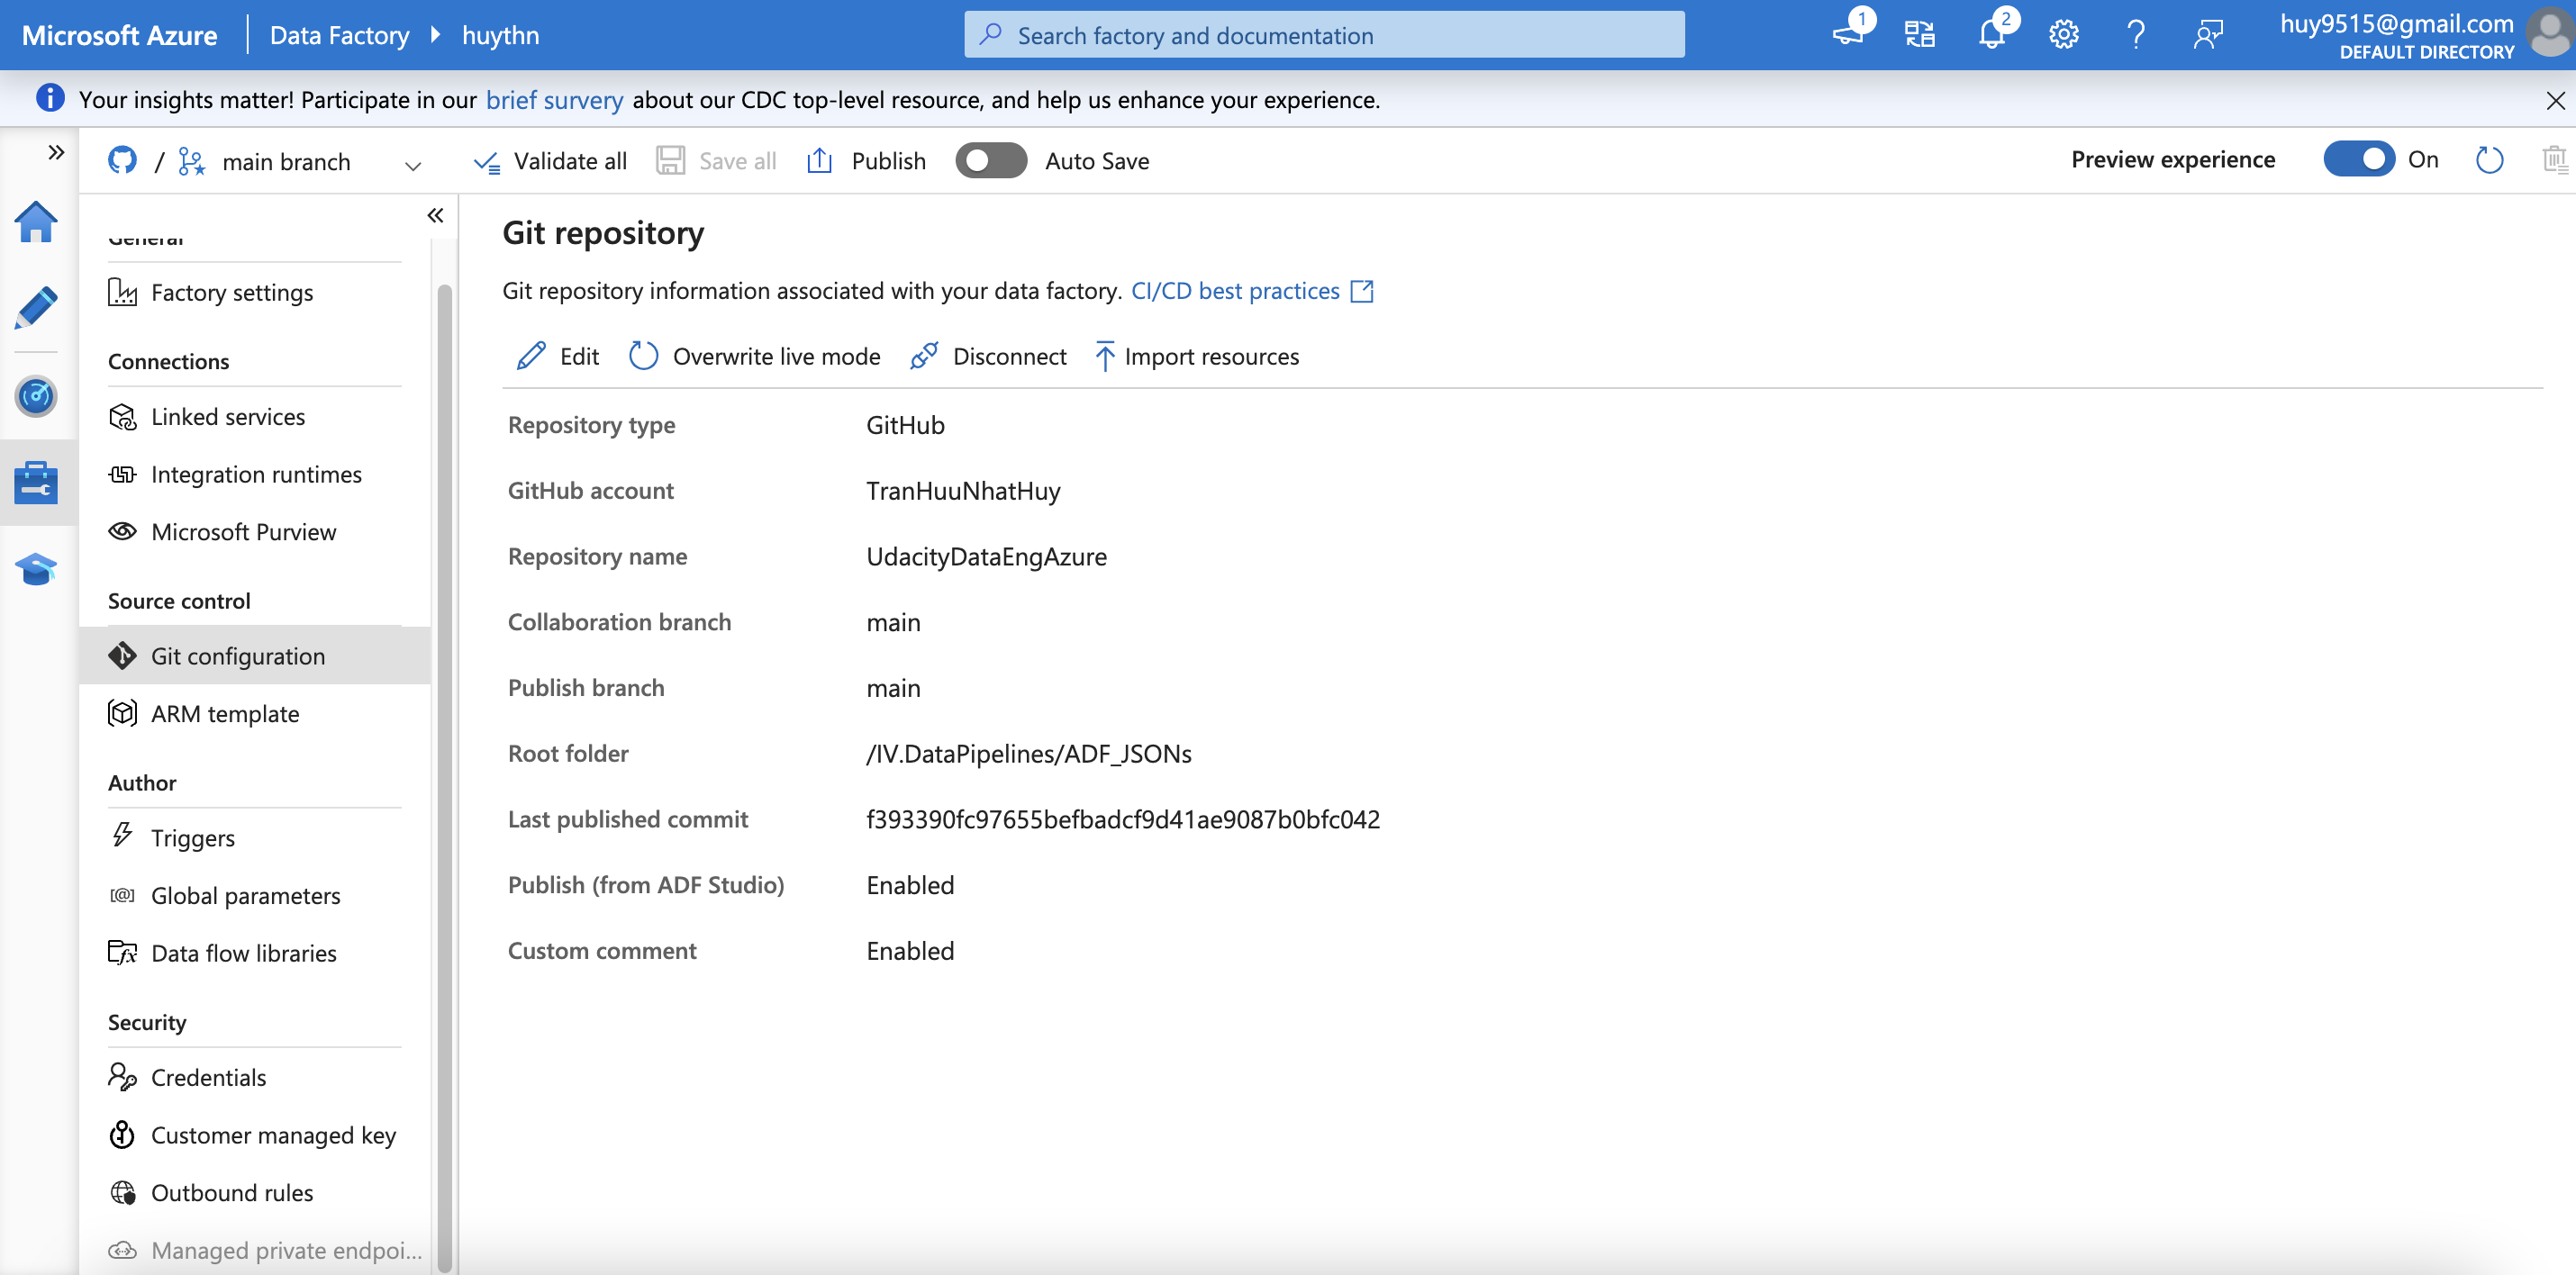 Microsoft Azure Data Factory huythn Search factory and documentation 1 2 huy9515@gmail.com
DEFAULT DIRECTORY
Your insights matter! Participate in our brief survery about our CDC top-level resource, and help us enhance your experience.
/ main branch Validate all Save all Publish Auto Save Preview experience On
General
Factory settings
Connections
Linked services
Integration runtimes
Microsoft Purview
Source control
Git configuration
ARM template
Author
Triggers
Global parameters
Data flow libraries
Security
Credentials
Customer managed key
Outbound rules
Managed private endpoi...
Git repository
Git repository information associated with your data factory. CI/CD best practices
Edit Overwrite live mode Disconnect Import resources
Repository type GitHub
GitHub account TranHuuNhatHuy
Repository name UdacityDataEngAzure
Collaboration branch main
Publish branch main
Root folder /IV.DataPipelines/ADF_JSONs
Last published commit f393390fc97655befbadcf9d41ae9087b0bfc042
Publish (from ADF Studio) Enabled
Custom comment Enabled